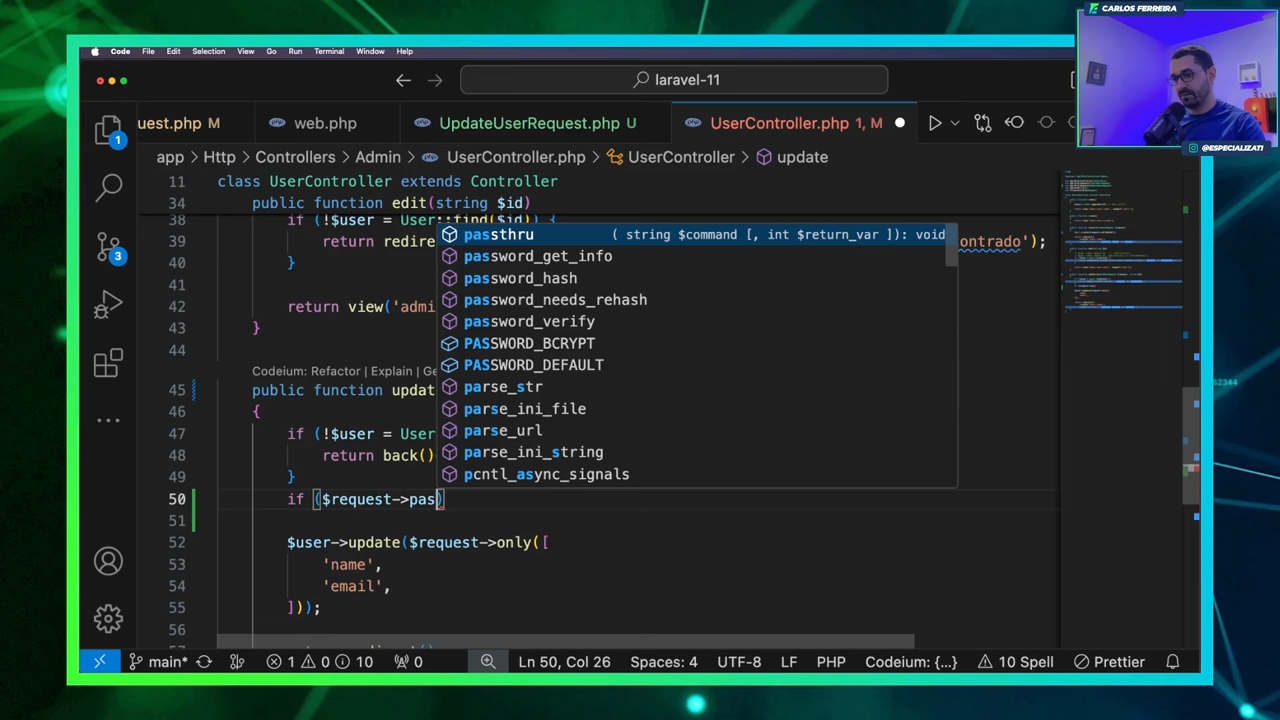 CARLOS FERREIRA
Code File Edit Selection View Go Run Terminal Window Help
laravel-11
uest.php M web.php UpdateUserRequest.php U UserController.php 1, M
app > Http > Controllers > Admin > UserController.php > UserController > update
@ESPECIALIZATI
11 class UserController extends Controller
34 public function edit(string $id)
38 if (!$user = User::find($id)) {
39 return redire ontrado');
40 }
41
42 return view('admi
43 }
44
passthru ( string $command [, int $return_var ]): void
password_get_info
password_hash
password_needs_rehash
password_verify
PASSWORD_BCRYPT
PASSWORD_DEFAULT
parse_str
parse_ini_file
parse_url
parse_ini_string
pcntl_async_signals
Codeium: Refactor | Explain | Ge
45 public function updat
46 {
47 if (!$user = User
48 return back()
49 }
50 if ($request->pas)
51
52 $user->update($request->only([
53 'name',
54 'email',
55 ]));
56
1
3
62344
main* 1 0 10 0 Ln 50, Col 26 Spaces: 4 UTF-8 LF PHP Codeium: {...} 10 Spell Prettier